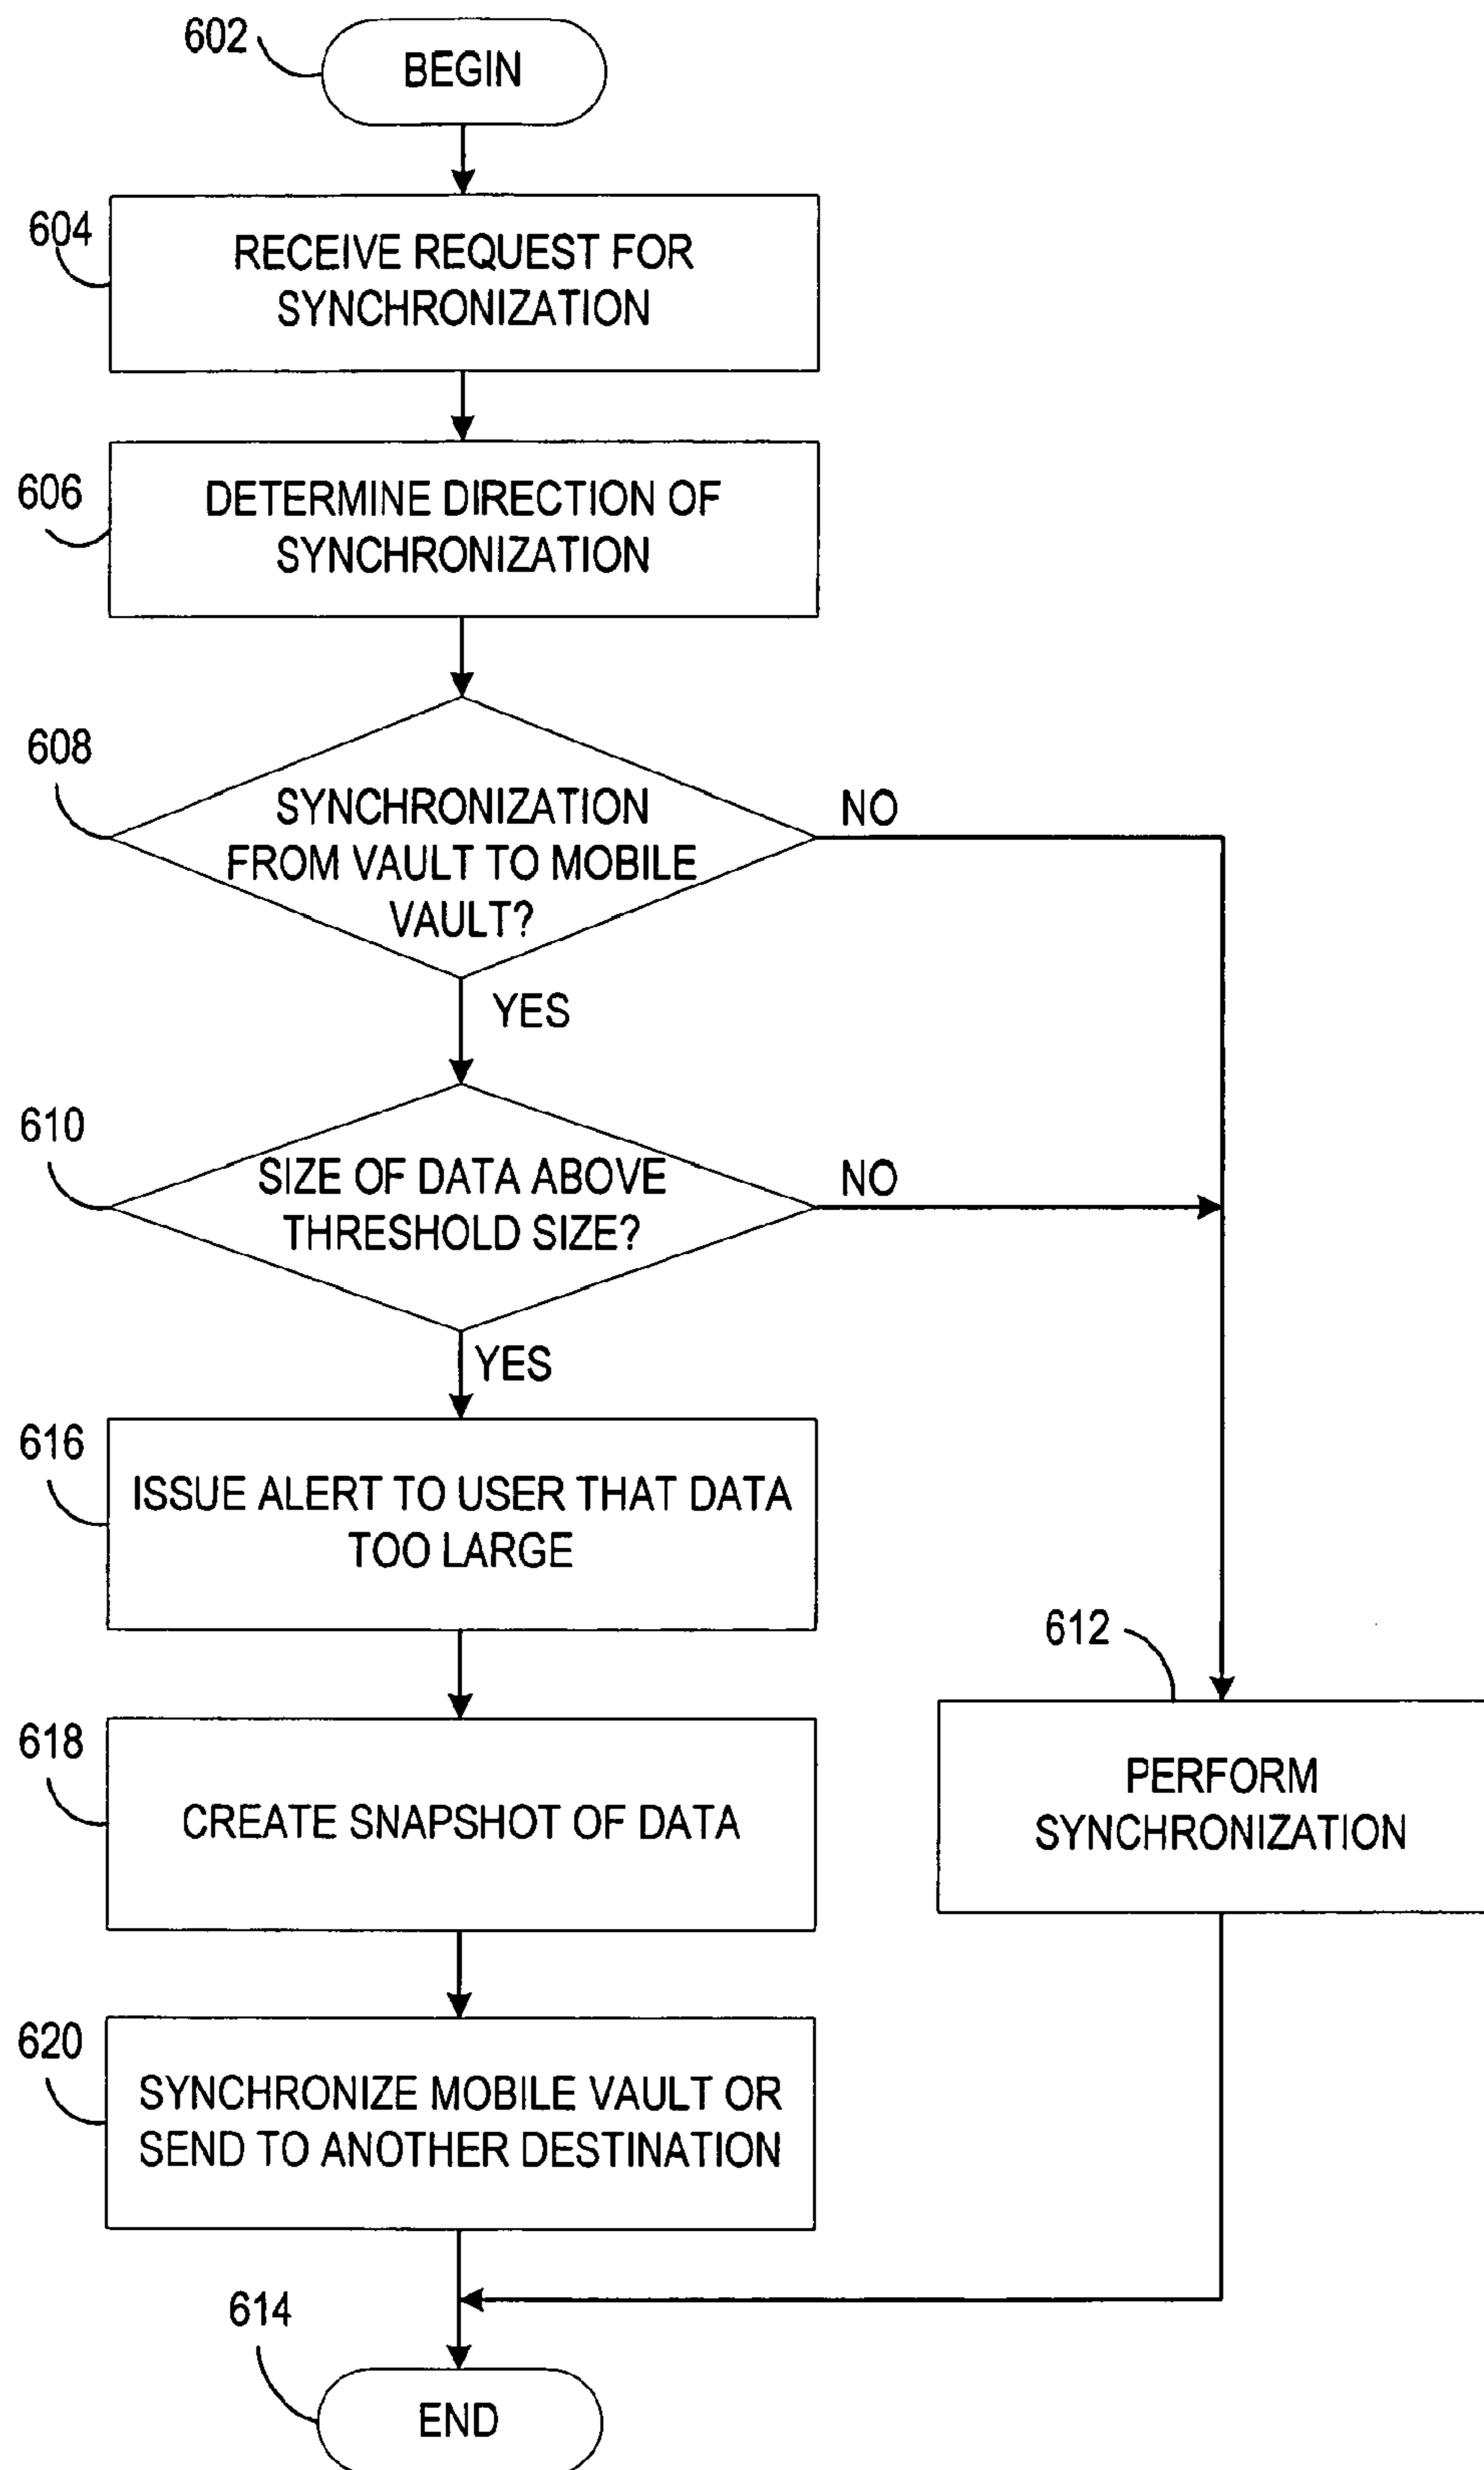 602
BEGIN
604
RECEIVE REQUEST FOR
SYNCHRONIZATION
606
DETERMINE DIRECTION OF
SYNCHRONIZATION
608
SYNCHRONIZATION
FROM VAULT TO MOBILE
VAULT?
NO
YES
610
SIZE OF DATA ABOVE
THRESHOLD SIZE?
NO
YES
616
ISSUE ALERT TO USER THAT DATA
TOO LARGE
612
PERFORM
SYNCHRONIZATION
618
CREATE SNAPSHOT OF DATA
620
SYNCHRONIZE MOBILE VAULT OR
SEND TO ANOTHER DESTINATION
614
END